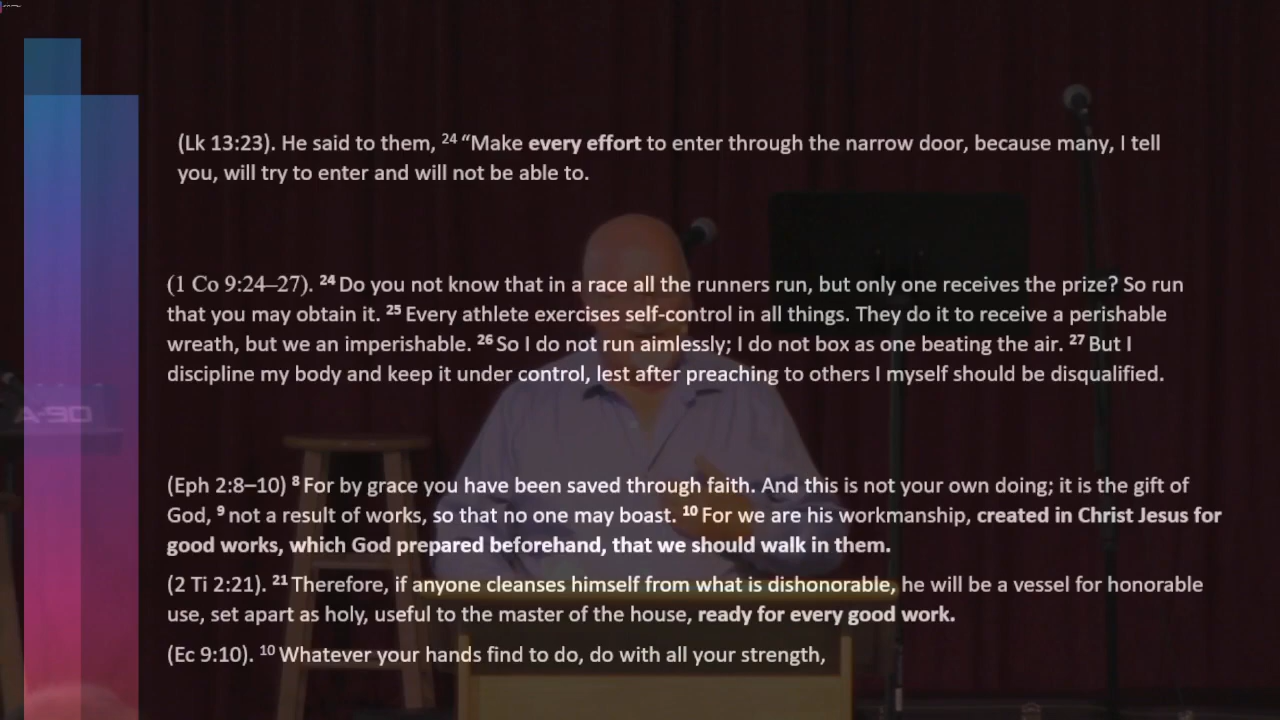 (Lk 13:23). He said to them, ²⁴ “Make every effort to enter through the narrow door, because many, I tell
you, will try to enter and will not be able to.
(1 Co 9:24–27). ²⁴ Do you not know that in a race all the runners run, but only one receives the prize? So run
that you may obtain it. ²⁵ Every athlete exercises self-control in all things. They do it to receive a perishable
wreath, but we an imperishable. ²⁶ So I do not run aimlessly; I do not box as one beating the air. ²⁷ But I
discipline my body and keep it under control, lest after preaching to others I myself should be disqualified.
A-90
(Eph 2:8–10) ⁸ For by grace you have been saved through faith. And this is not your own doing; it is the gift of
God, ⁹ not a result of works, so that no one may boast. ¹⁰ For we are his workmanship, created in Christ Jesus for
good works, which God prepared beforehand, that we should walk in them.
(2 Ti 2:21). ²¹ Therefore, if anyone cleanses himself from what is dishonorable, he will be a vessel for honorable
use, set apart as holy, useful to the master of the house, ready for every good work.
(Ec 9:10). ¹⁰ Whatever your hands find to do, do with all your strength,